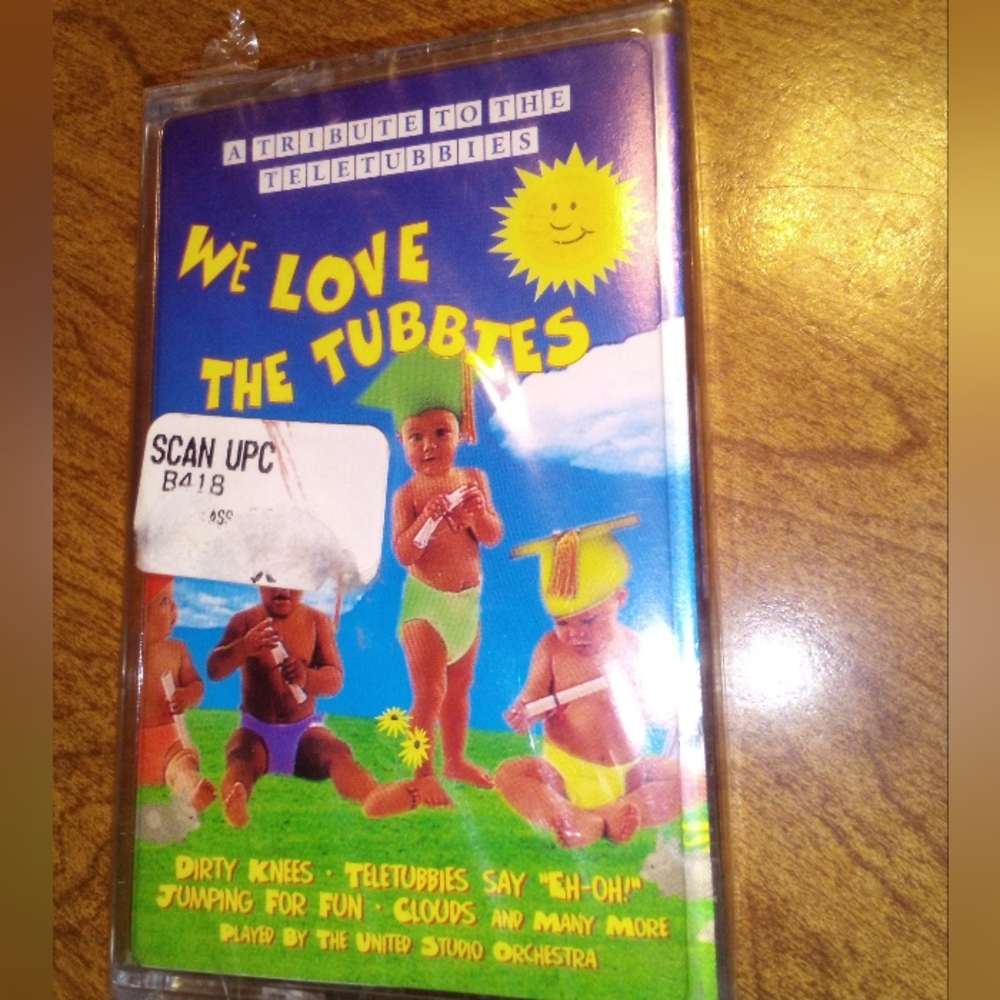 A TRIBUTE TO THE
TELETUBBIES
WE LOVE
THE TUBBIES
SCAN UPC
B418
DIRTY KNEES · TELETUBBIES SAY "EH-OH!"
JUMPING FOR FUN · CLOUDS AND MANY MORE
PLAYED BY THE UNITED STUDIO ORCHESTRA